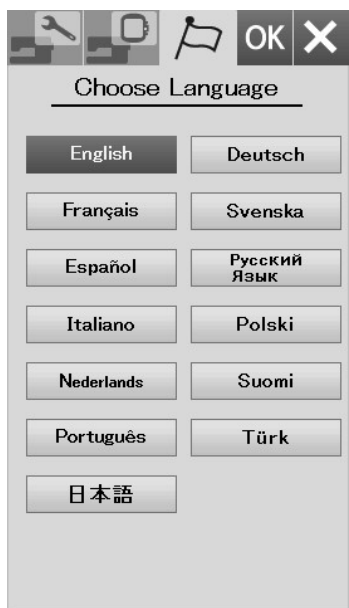 OK
Choose Language
English
Deutsch
Français
Svenska
Español
Русский
Язык
Italiano
Polski
Nederlands
Suomi
Português
Türk
日本語